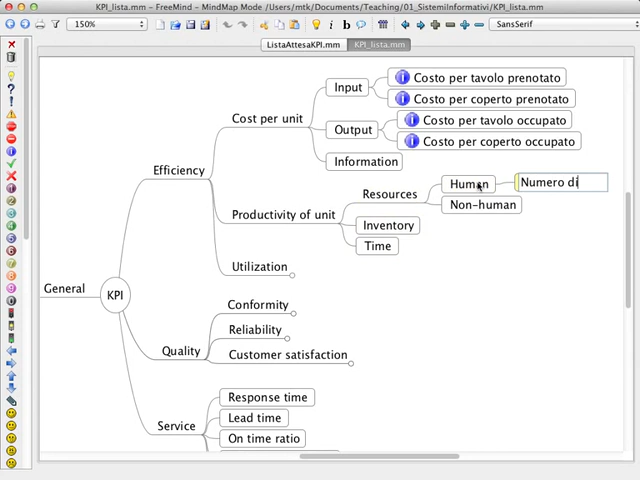 KPI_lista.mm - FreeMind - MindMap Mode /Users/mtk/Documents/Teaching/01_SistemiInformativi/KPI_lista.mm
150%
SansSerif
ListaAttesaKPI.mm
KPI_lista.mm
General
KPI
Efficiency
Cost per unit
Input
Costo per tavolo prenotato
Costo per coperto prenotato
Output
Costo per tavolo occupato
Costo per coperto occupato
Information
Productivity of unit
Resources
Human
Numero di
Non-human
Inventory
Time
Utilization
Quality
Conformity
Reliability
Customer satisfaction
Service
Response time
Lead time
On time ratio